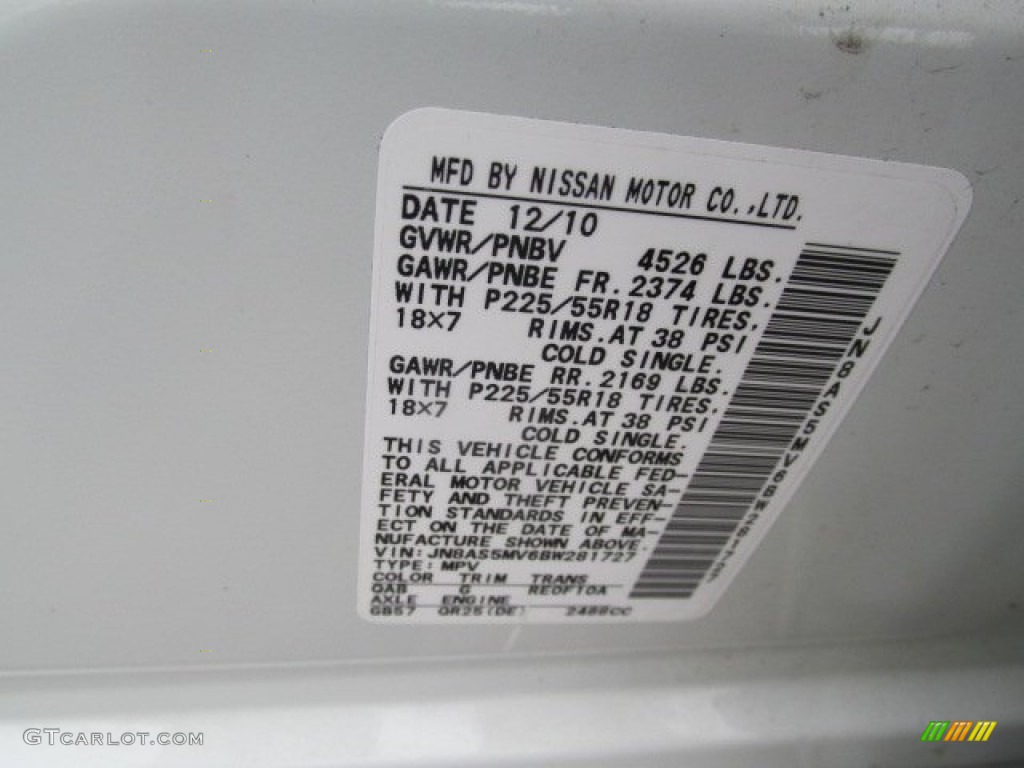 MFD BY NISSAN MOTOR CO.,LTD.
DATE 12/10
GVWR/PNBV 4526 LBS.
GAWR/PNBE FR. 2374 LBS.
WITH P225/55R18 TIRES,
18X7 RIMS.AT 38 PSI
COLD SINGLE.
GAWR/PNBE RR. 2169 LBS.
WITH P225/55R18 TIRES,
18X7 RIMS.AT 38 PSI
COLD SINGLE.
THIS VEHICLE CONFORMS
TO ALL APPLICABLE FED-
ERAL MOTOR VEHICLE SA-
FETY AND THEFT PREVEN-
TION STANDARDS IN EFF-
ECT ON THE DATE OF MA-
NUFACTURE SHOWN ABOVE.
VIN: JN8AS5MV6BW281727
TYPE: MPV
COLOR TRIM TRANS
QAB G RE0F10A
AXLE ENGINE
GB57 QR25(DE) 2488CC
JN8AS5MV6BW281727
GTCARLOT.COM